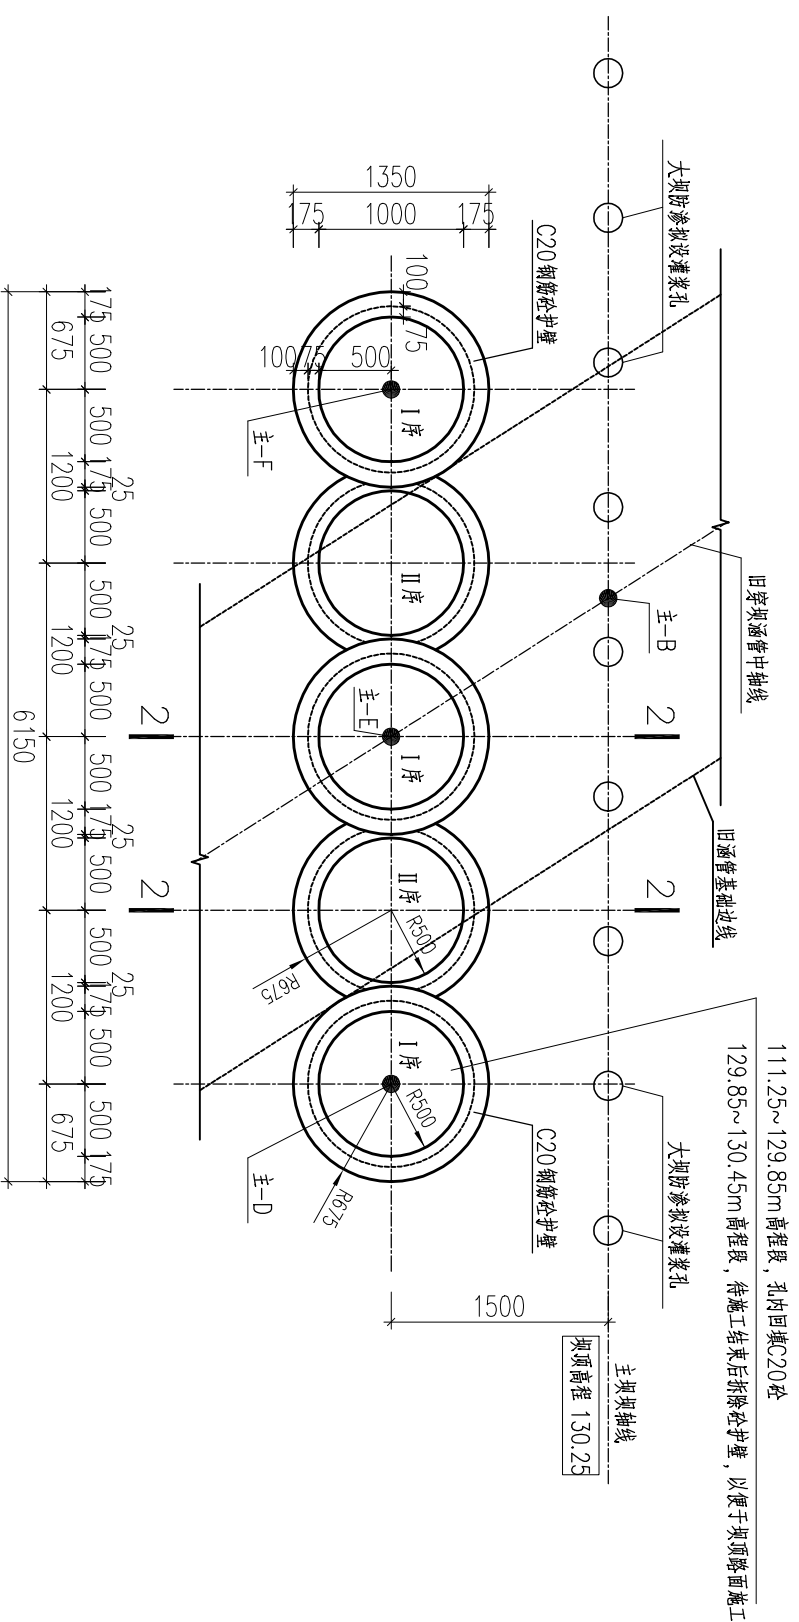 111.25~129.85m高程段，孔内回填C20砼
129.85~130.45m高程段，待施工结束后拆除砼护壁，以便于坝顶路面施工
旧穿坝涵管中轴线
旧涵管基础边线
大坝防渗拟设灌浆孔
主-B
大坝防渗拟设灌浆孔
主坝坝轴线
坝顶高程 130.25
2
2
C20钢筋砼护壁
C20钢筋砼护壁
1500
1350
175
1000
175
100
75
100
75
500
Ⅰ序
Ⅱ序
Ⅰ序
Ⅱ序
Ⅰ序
R500
R675
R500
R675
主-F
主-E
主-D
2
2
25
25
25
25
175
500
500
175
500
500
175
500
500
175
500
500
175
500
500
175
675
1200
1200
1200
1200
675
6150